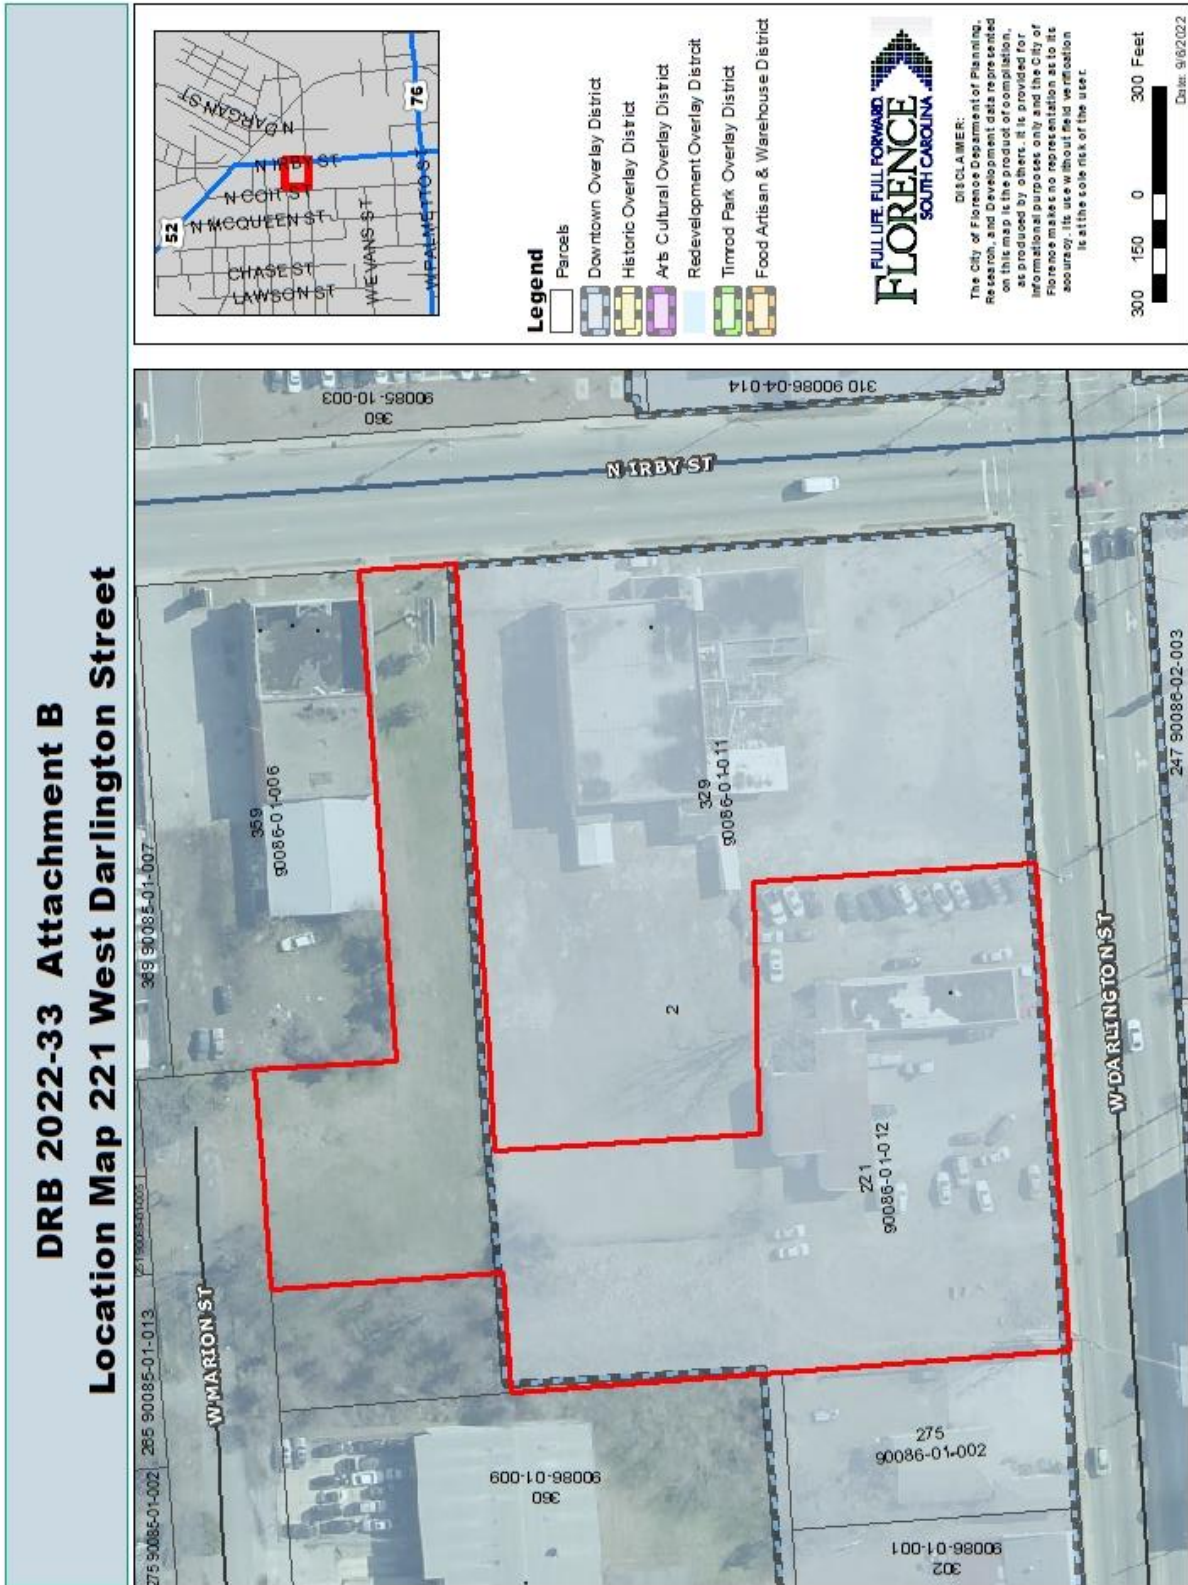 DRB 2022-33 Attachment B
Location Map 221 West Darlington Street
369 90085-01-007
275 90085-01-002
265 90085-01-013
W MARION ST
359
90086-01-006
360
90085-10-003
310 90086-04-014
N IRBY ST
329
90086-01-011
2
221
90086-01-012
360
90086-01-009
275
90086-01-002
302
90086-01-001
W DARLINGTON ST
247 90086-02-003
52
76
N DARGAN ST
N IRBY ST
N COIT ST
N MCQUEEN ST
CHASE ST
LAWSON ST
W EVANS ST
W PALMETTO ST
Legend
Parcels
Downtown Overlay District
Historic Overlay District
Arts Cultural Overlay District
Redevelopment Overlay Distrcit
Timrod Park Overlay District
Food Artisan & Warehouse District
FULL LIFE. FULL FORWARD.
FLORENCE
SOUTH CAROLINA
DISCLAIMER:
The City of Florence Deparment of Planning,
Research, and Development data represented
on this map is the product of compilation,
as produced by others. It is provided for
informational purposes only and the City of
Florence makes no representation as to its
accuracy. Its use without field verification
is at the sole risk of the user.
300 150 0 300 Feet
Date: 9/6/2022